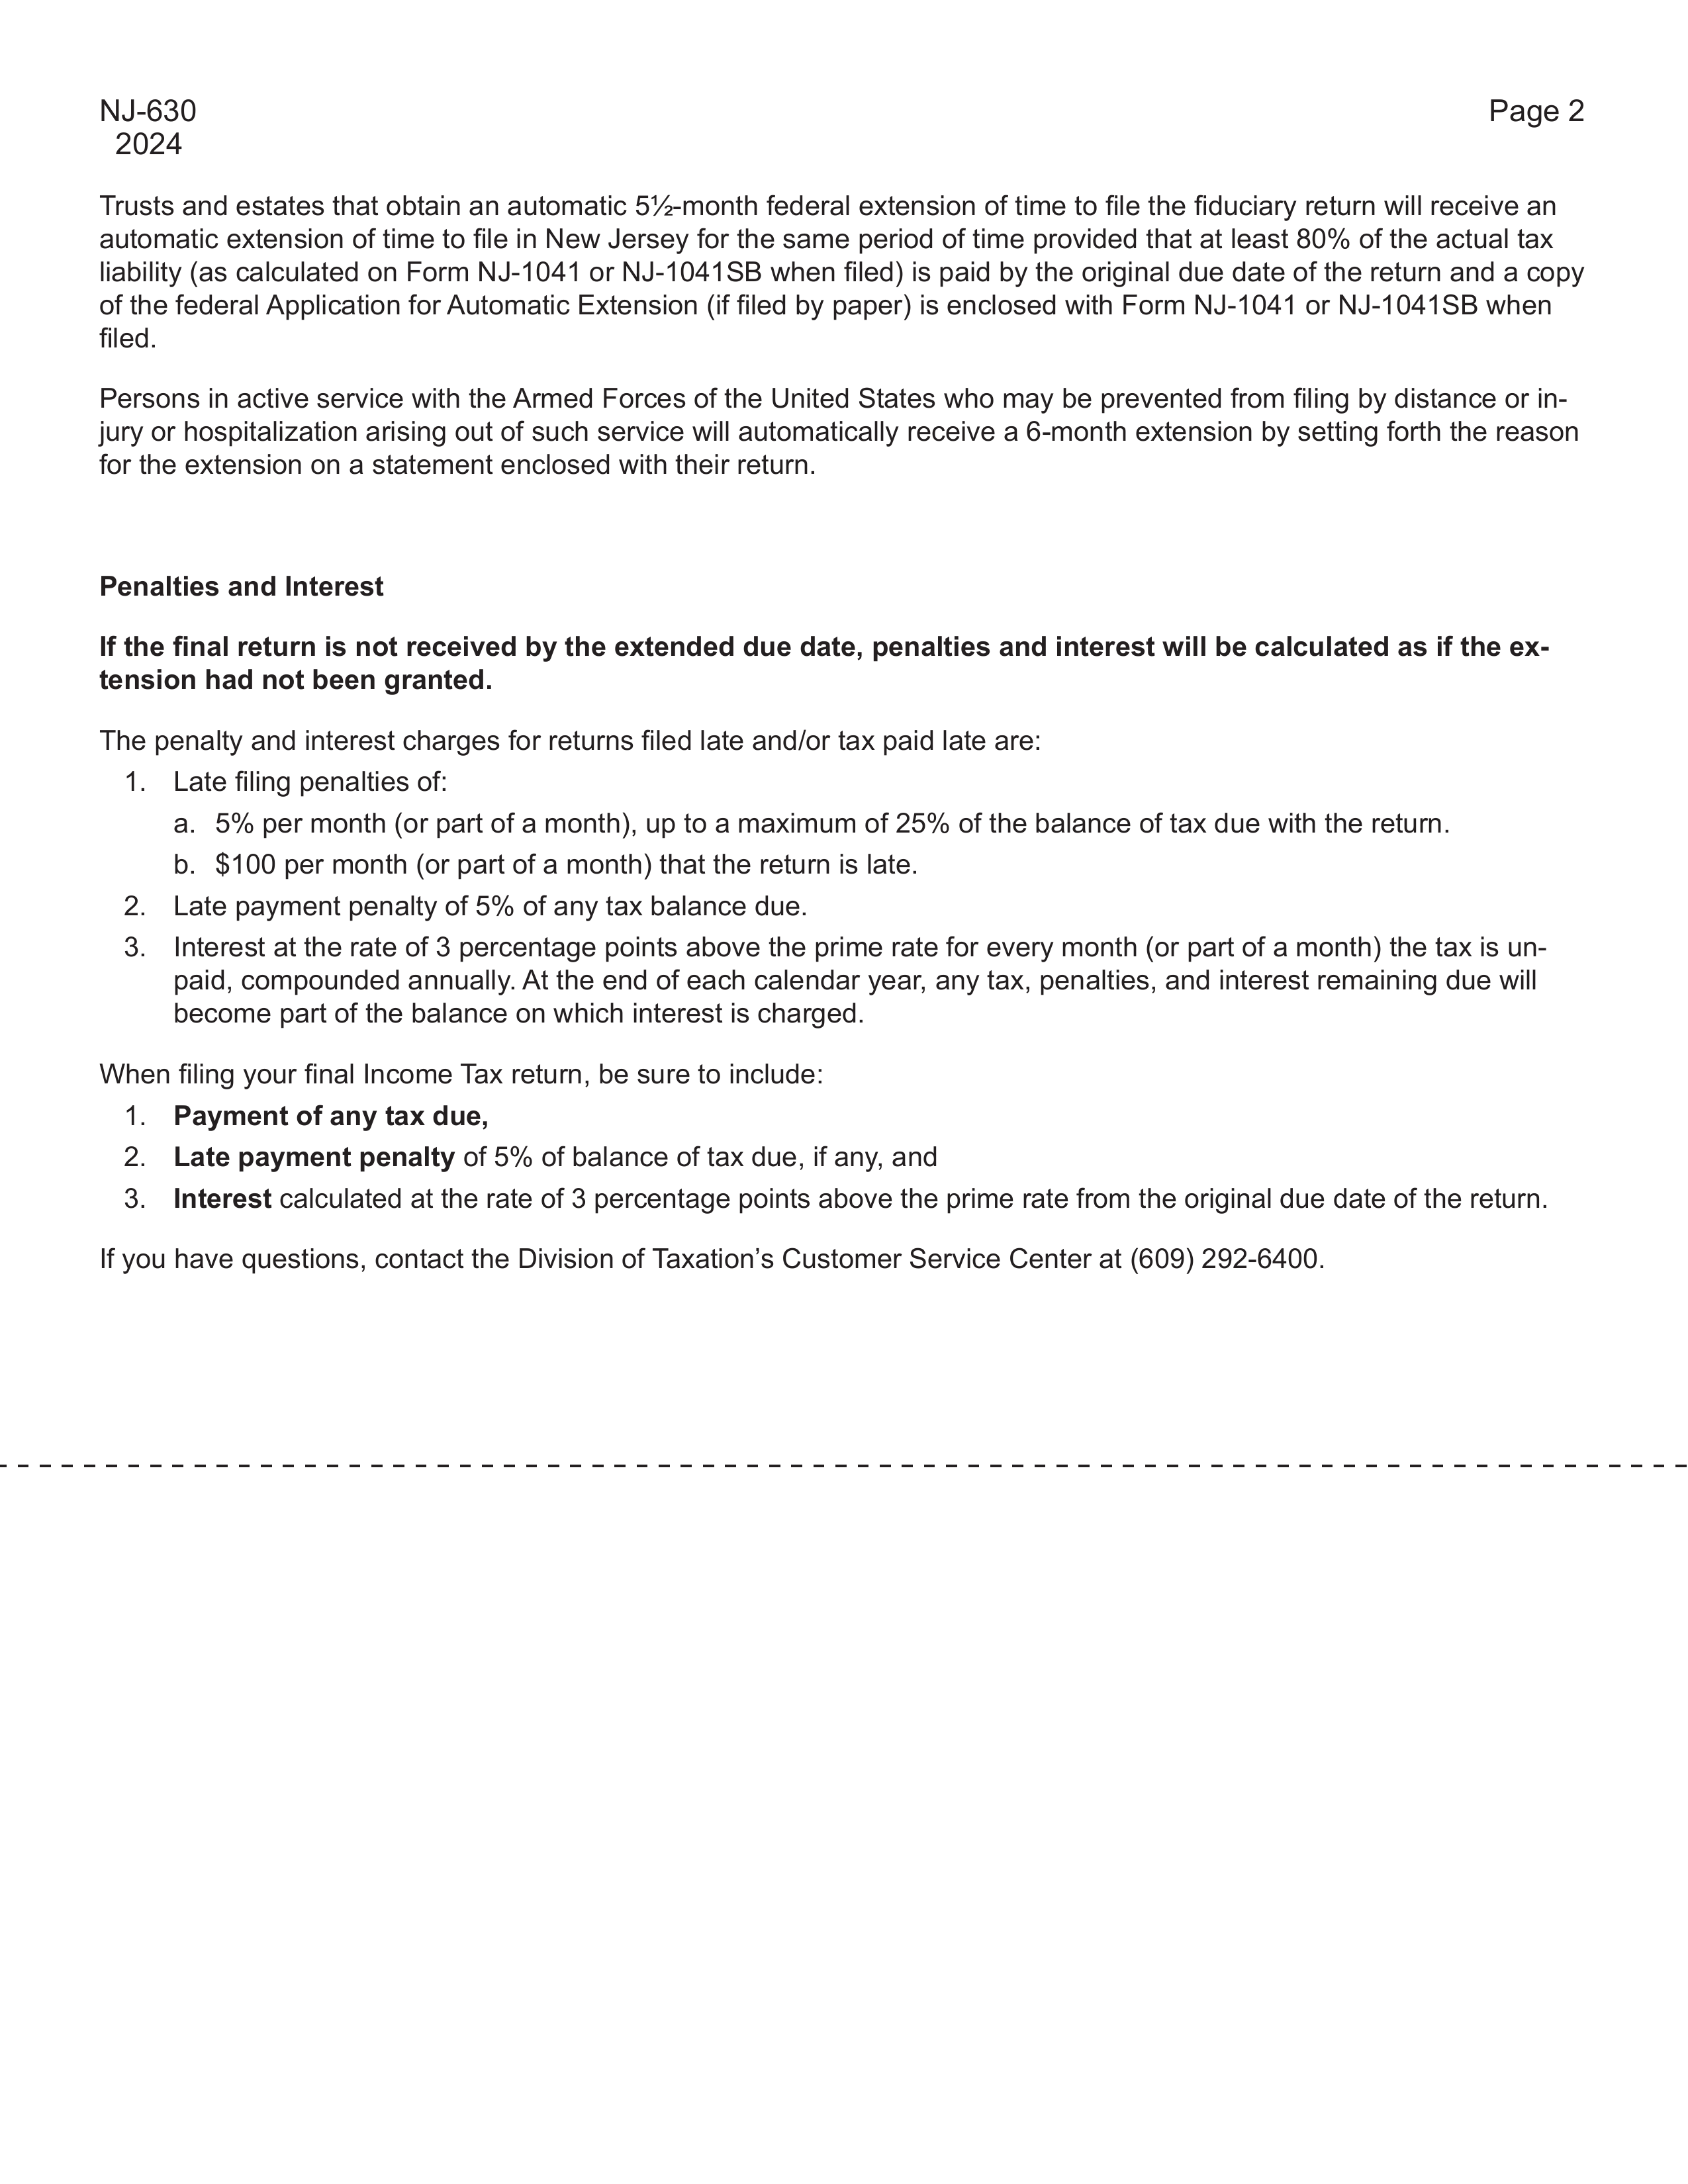 NJ-630
2024
Page 2
Trusts and estates that obtain an automatic 5½-month federal extension of time to file the fiduciary return will receive an
automatic extension of time to file in New Jersey for the same period of time provided that at least 80% of the actual tax
liability (as calculated on Form NJ-1041 or NJ-1041SB when filed) is paid by the original due date of the return and a copy
of the federal Application for Automatic Extension (if filed by paper) is enclosed with Form NJ-1041 or NJ-1041SB when
filed.
Persons in active service with the Armed Forces of the United States who may be prevented from filing by distance or in-
jury or hospitalization arising out of such service will automatically receive a 6-month extension by setting forth the reason
for the extension on a statement enclosed with their return.
Penalties and Interest
If the final return is not received by the extended due date, penalties and interest will be calculated as if the ex-
tension had not been granted.
The penalty and interest charges for returns filed late and/or tax paid late are:
1. Late filing penalties of:
a. 5% per month (or part of a month), up to a maximum of 25% of the balance of tax due with the return.
b. $100 per month (or part of a month) that the return is late.
2. Late payment penalty of 5% of any tax balance due.
3. Interest at the rate of 3 percentage points above the prime rate for every month (or part of a month) the tax is un-
paid, compounded annually. At the end of each calendar year, any tax, penalties, and interest remaining due will
become part of the balance on which interest is charged.
When filing your final Income Tax return, be sure to include:
1. Payment of any tax due,
2. Late payment penalty of 5% of balance of tax due, if any, and
3. Interest calculated at the rate of 3 percentage points above the prime rate from the original due date of the return.
If you have questions, contact the Division of Taxation’s Customer Service Center at (609) 292-6400.